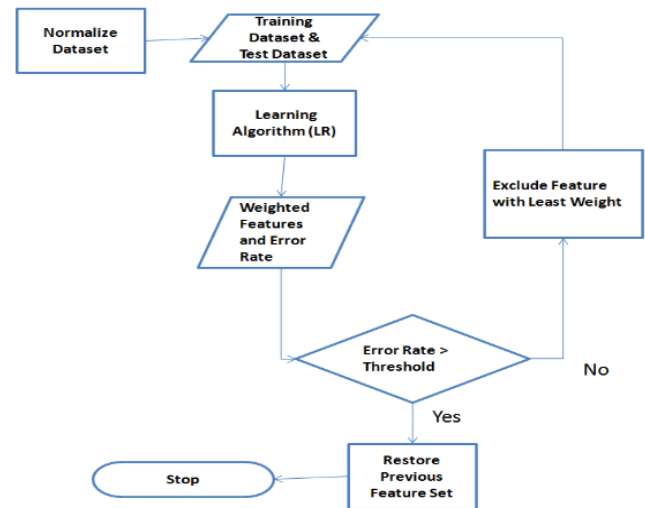 Normalize
Dataset
Training
Dataset &
Test Dataset
Learning
Algorithm (LR)
Weighted
Features
and Error
Rate
Exclude Feature
with Least Weight
Error Rate >
Threshold
No
Yes
Restore
Previous
Feature Set
Stop